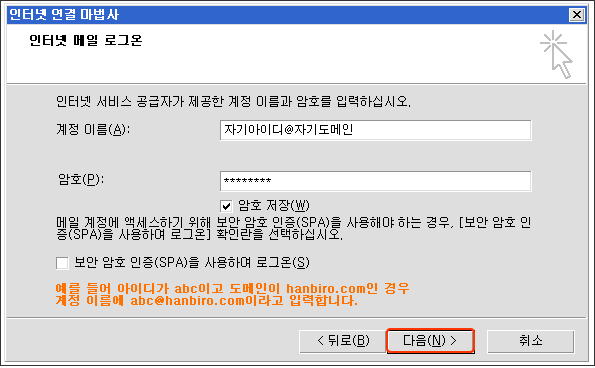 인터넷 연결 마법사
인터넷 메일 로그온
인터넷 서비스 공급자가 제공한 계정 이름과 암호를 입력하십시오.
계정 이름(A):
자기아이디@자기도메인
암호(P):
********
암호 저장(W)
메일 계정에 액세스하기 위해 보안 암호 인증(SPA)을 사용해야 하는 경우, [보안 암호 인
증(SPA)을 사용하여 로그온] 확인란을 선택하십시오.
보안 암호 인증(SPA)을 사용하여 로그온(S)
예를 들어 아이디가 abc이고 도메인이 hanbiro.com인 경우
계정 이름에 abc@hanbiro.com이라고 입력합니다.
< 뒤로(B)
다음(N) >
취소